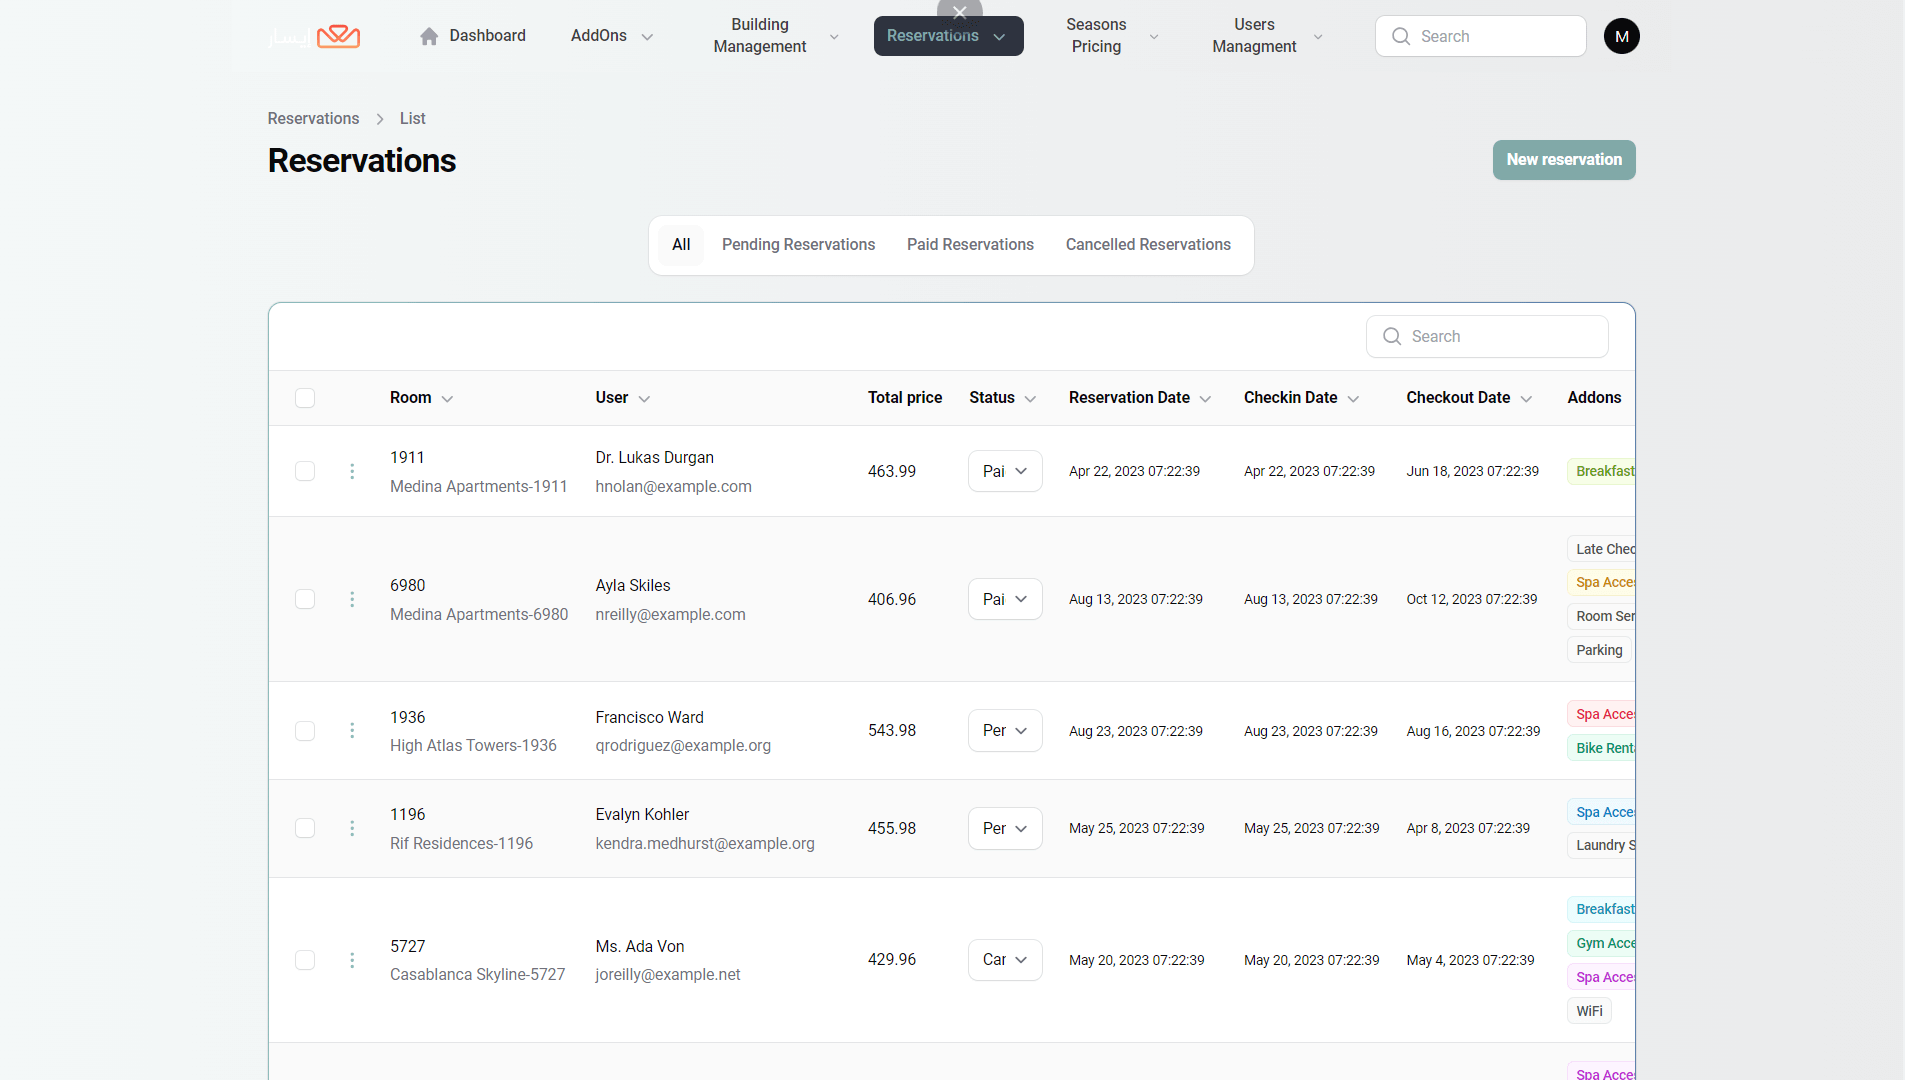 إيسار
Dashboard
AddOns
Building
Management
Reservations
Seasons
Pricing
Users
Managment
Search
M
Reservations
List
Reservations
New reservation
All
Pending Reservations
Paid Reservations
Cancelled Reservations
Search
Room
User
Total price
Status
Reservation Date
Checkin Date
Checkout Date
Addons
1911
Medina Apartments-1911
Dr. Lukas Durgan
hnolan@example.com
463.99
Pai
Apr 22, 2023 07:22:39
Apr 22, 2023 07:22:39
Jun 18, 2023 07:22:39
Breakfast
6980
Medina Apartments-6980
Ayla Skiles
nreilly@example.com
406.96
Pai
Aug 13, 2023 07:22:39
Aug 13, 2023 07:22:39
Oct 12, 2023 07:22:39
Late Chec
Spa Acces
Room Ser
Parking
1936
High Atlas Towers-1936
Francisco Ward
qrodriguez@example.org
543.98
Per
Aug 23, 2023 07:22:39
Aug 23, 2023 07:22:39
Aug 16, 2023 07:22:39
Spa Acces
Bike Renta
1196
Rif Residences-1196
Evalyn Kohler
kendra.medhurst@example.org
455.98
Per
May 25, 2023 07:22:39
May 25, 2023 07:22:39
Apr 8, 2023 07:22:39
Spa Acces
Laundry S
5727
Casablanca Skyline-5727
Ms. Ada Von
joreilly@example.net
429.96
Car
May 20, 2023 07:22:39
May 20, 2023 07:22:39
May 4, 2023 07:22:39
Breakfast
Gym Acce
Spa Acces
WiFi
Spa Acces